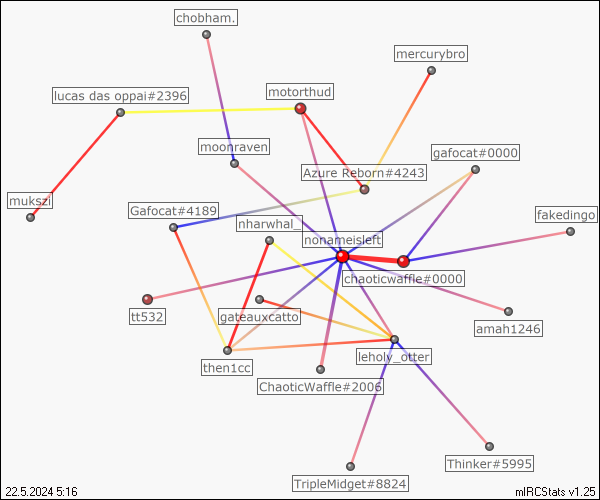 chobham.
mercurybro
lucas das oppai#2396
motorthud
moonraven
gafocat#0000
Azure Reborn#4243
mukszi
Gafocat#4189
fakedingo
nharwhal_
nonameisleft
chaoticwaffle#0000
tt532
gateauxcatto
amah1246
leholy_otter
then1cc
ChaoticWaffle#2006
Thinker#5995
TripleMidget#8824
22.5.2024 5:16
mIRCStats v1.25